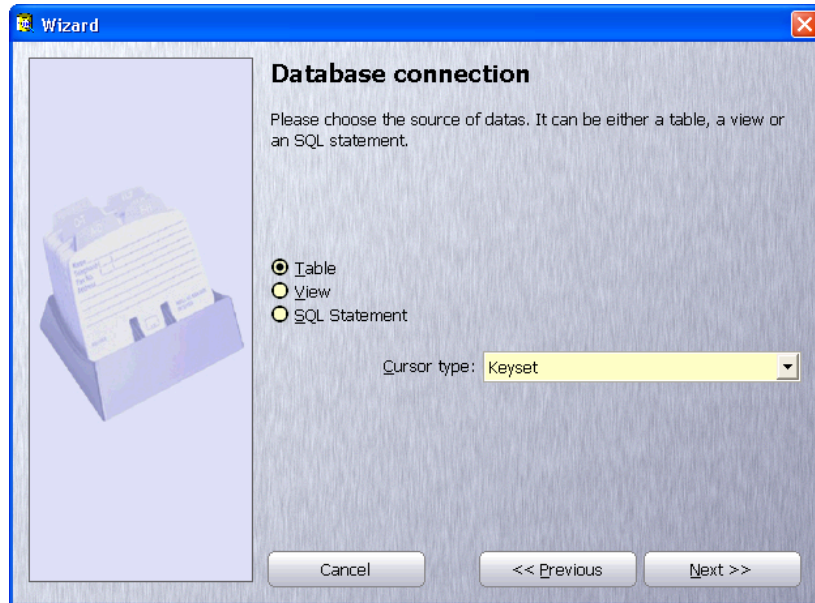 Wizard
Database connection
Please choose the source of datas. It can be either a table, a view or
an SQL statement.
Table
View
SQL Statement
Cursor type: Keyset
Cancel
<< Previous
Next >>